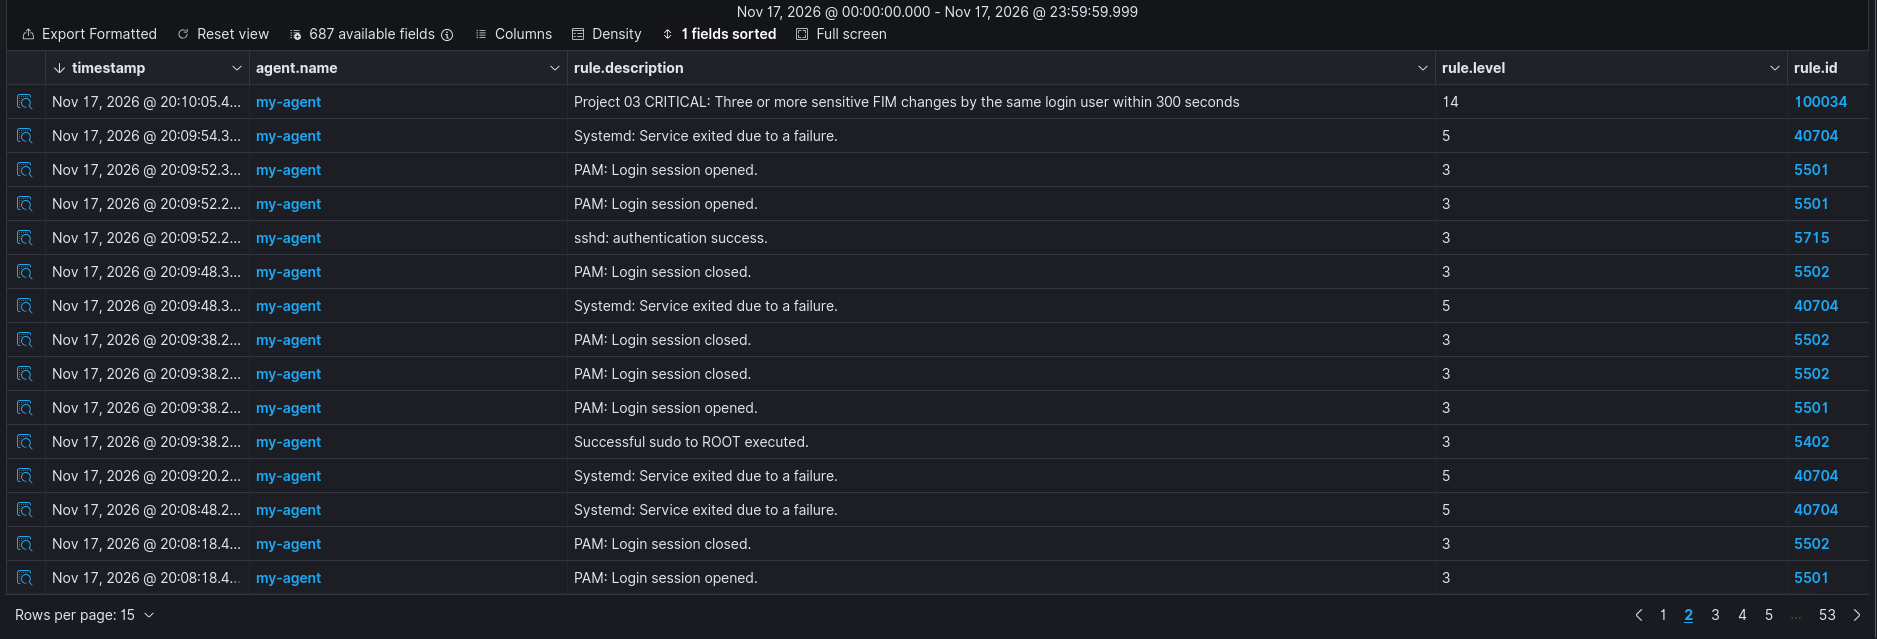 Nov 17, 2026 @ 00:00:00.000 - Nov 17, 2026 @ 23:59:59.999
Export Formatted Reset view 687 available fields Columns Density 1 fields sorted Full screen
timestamp agent.name rule.description rule.level rule.id
Nov 17, 2026 @ 20:10:05.4... my-agent Project 03 CRITICAL: Three or more sensitive FIM changes by the same login user within 300 seconds 14 100034
Nov 17, 2026 @ 20:09:54.3... my-agent Systemd: Service exited due to a failure. 5 40704
Nov 17, 2026 @ 20:09:52.3... my-agent PAM: Login session opened. 3 5501
Nov 17, 2026 @ 20:09:52.2... my-agent PAM: Login session opened. 3 5501
Nov 17, 2026 @ 20:09:52.2... my-agent sshd: authentication success. 3 5715
Nov 17, 2026 @ 20:09:48.3... my-agent PAM: Login session closed. 3 5502
Nov 17, 2026 @ 20:09:48.3... my-agent Systemd: Service exited due to a failure. 5 40704
Nov 17, 2026 @ 20:09:38.2... my-agent PAM: Login session closed. 3 5502
Nov 17, 2026 @ 20:09:38.2... my-agent PAM: Login session closed. 3 5502
Nov 17, 2026 @ 20:09:38.2... my-agent PAM: Login session opened. 3 5501
Nov 17, 2026 @ 20:09:38.2... my-agent Successful sudo to ROOT executed. 3 5402
Nov 17, 2026 @ 20:09:20.2... my-agent Systemd: Service exited due to a failure. 5 40704
Nov 17, 2026 @ 20:08:48.2... my-agent Systemd: Service exited due to a failure. 5 40704
Nov 17, 2026 @ 20:08:18.4... my-agent PAM: Login session closed. 3 5502
Nov 17, 2026 @ 20:08:18.4... my-agent PAM: Login session opened. 3 5501
Rows per page: 15 1 2 3 4 5 ... 53